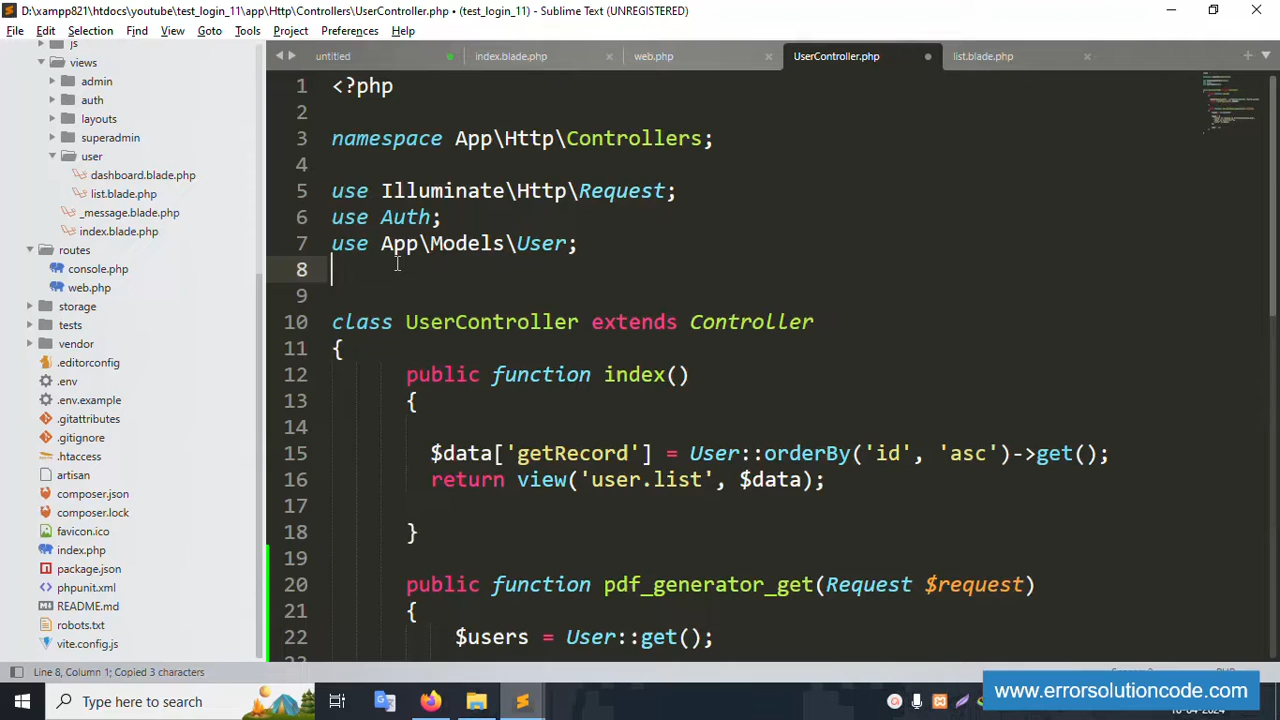 D:\xampp821\htdocs\youtube\test_login_11\app\Http\Controllers\UserController.php • (test_login_11) - Sublime Text (UNREGISTERED)
File Edit Selection Find View Goto Tools Project Preferences Help
js
views
admin
auth
layouts
superadmin
user
dashboard.blade.php
list.blade.php
_message.blade.php
index.blade.php
routes
console.php
web.php
storage
tests
vendor
.editorconfig
.env
.env.example
.gitattributes
.gitignore
.htaccess
artisan
composer.json
composer.lock
favicon.ico
index.php
package.json
phpunit.xml
README.md
robots.txt
vite.config.js
untitled index.blade.php web.php UserController.php list.blade.php
1 <?php
2
3 namespace App\Http\Controllers;
4
5 use Illuminate\Http\Request;
6 use Auth;
7 use App\Models\User;
8
9
10 class UserController extends Controller
11 {
12 public function index()
13 {
14
15 $data['getRecord'] = User::orderBy('id', 'asc')->get();
16 return view('user.list', $data);
17
18 }
19
20 public function pdf_generator_get(Request $request)
21 {
22 $users = User::get();
Line 8, Column 1; Copied 3 characters
Type here to search
www.errorsolutioncode.com